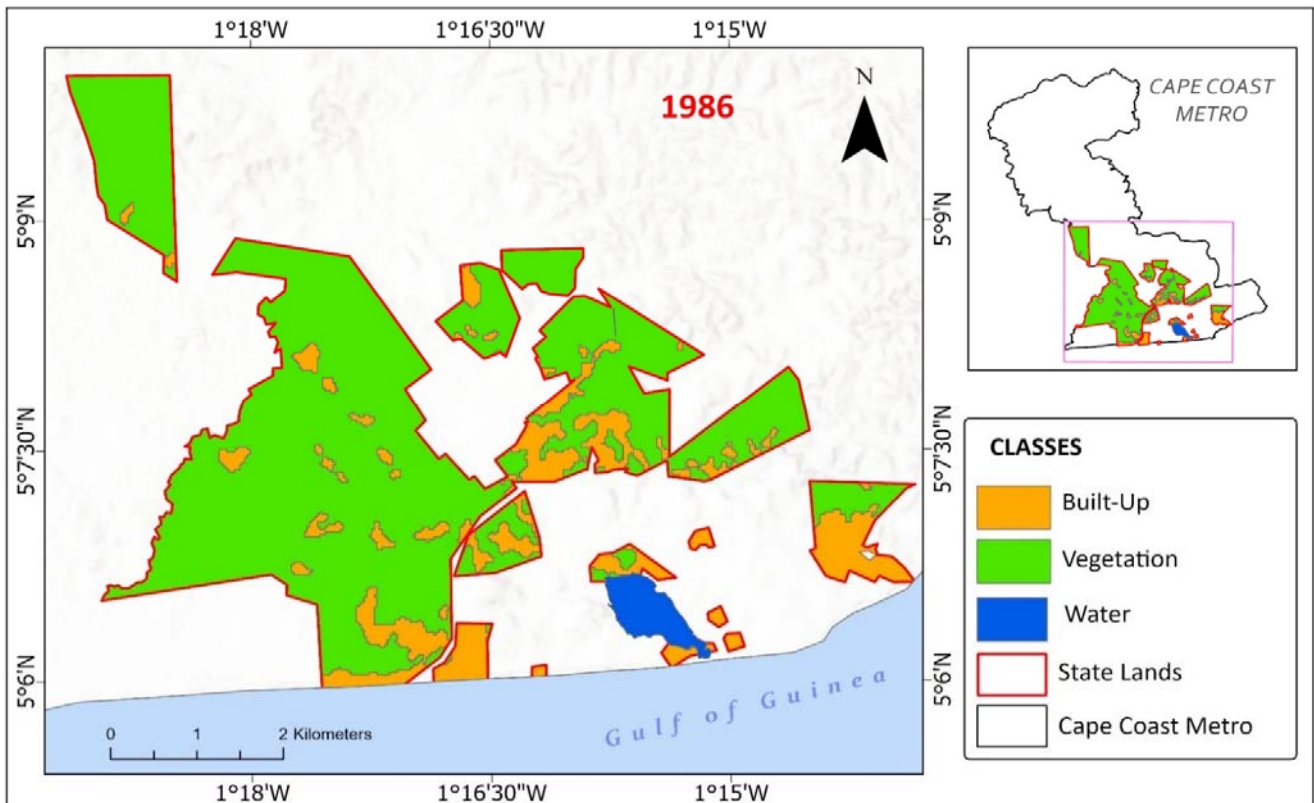 1°18'W
1°16'30"W
1°15'W
1986
N
CAPE COAST
METRO
5°9'N
5°9'N
5°7'30"N
5°7'30"N
5°6'N
5°6'N
CLASSES
Built-Up
Vegetation
Water
State Lands
Cape Coast Metro
Gulf of Guinea
0 1 2 Kilometers
1°18'W
1°16'30"W
1°15'W